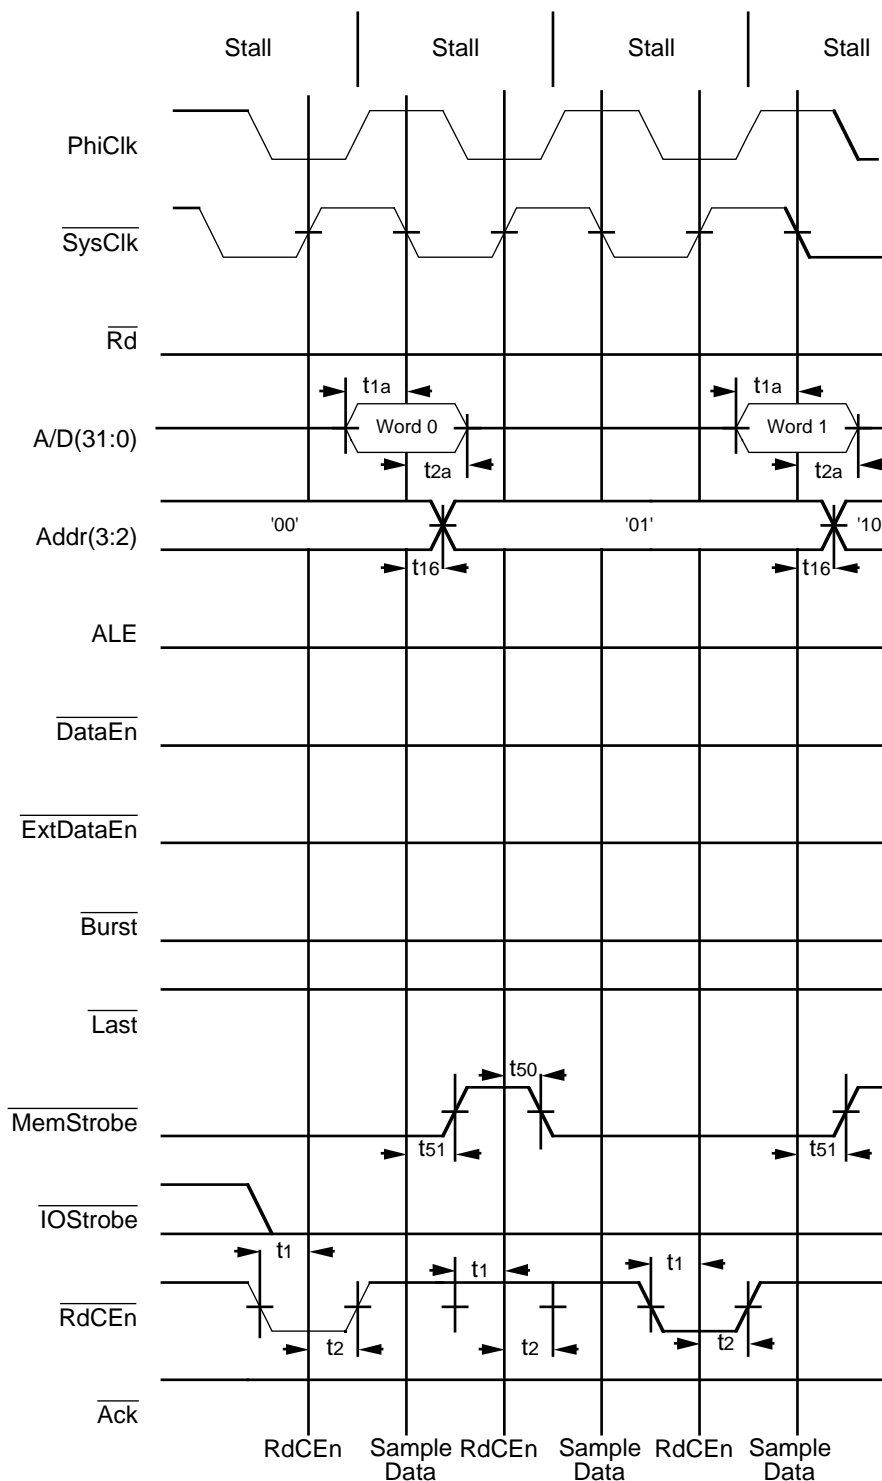 Stall Stall Stall Stall
PhiClk
SysClk
Rd
t1a t1a
A/D(31:0) Word 0 Word 1
t2a t2a
Addr(3:2) '00' '01' '10
t16 t16
ALE
DataEn
ExtDataEn
Burst
Last
t50
MemStrobe
t51 t51
IOStrobe
t1 t1 t1
RdCEn
t2 t2 t2
Ack
RdCEn Sample RdCEn Sample RdCEn Sample
Data Data Data